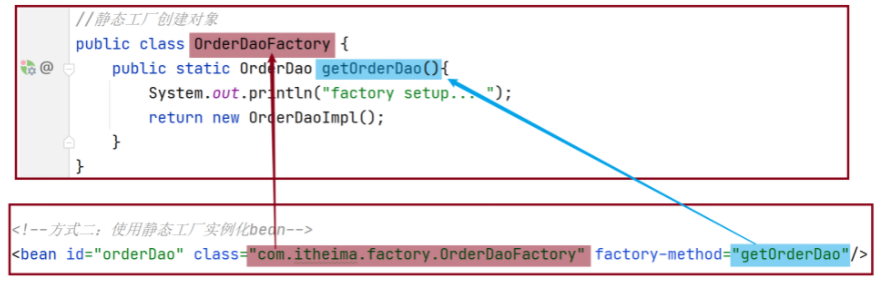 //静态工厂创建对象
public class OrderDaoFactory {
@ public static OrderDao getOrderDao(){
System.out.println("factory setup... ");
return new OrderDaoImpl();
}
}
<!--方式二：使用静态工厂实例化bean-->
<bean id="orderDao" class="com.itheima.factory.OrderDaoFactory" factory-method="getOrderDao"/>